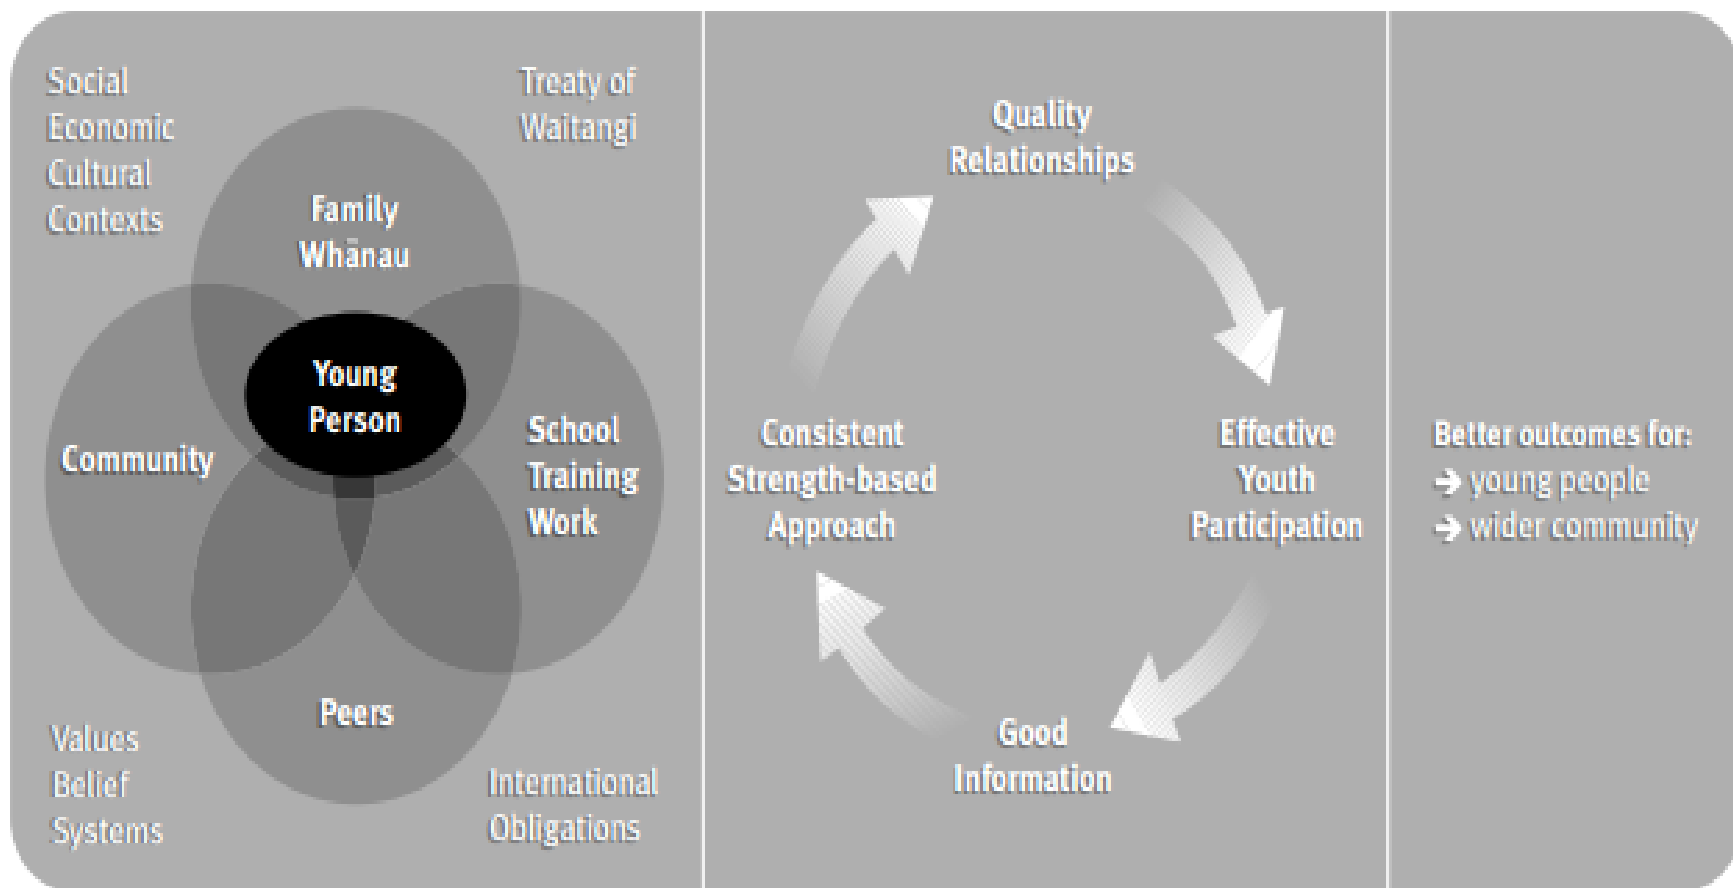 Social
Economic
Cultural
Contexts
Treaty of
Waitangi
Family
Whānau
Young
Person
Community
School
Training
Work
Peers
Values
Belief
Systems
International
Obligations
Quality
Relationships
Consistent
Strength-based
Approach
Effective
Youth
Participation
Good
Information
Better outcomes for:
→ young people
→ wider community